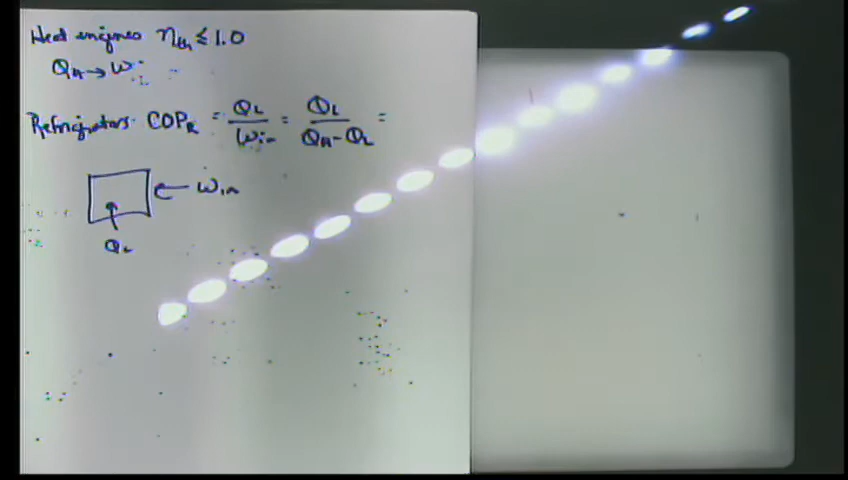 Heat engines η_th ≤ 1.0
Q_H → W
Refrigerators COP_R = Q_L / W_in = Q_L / (Q_H - Q_L) =
← W_in
Q_L